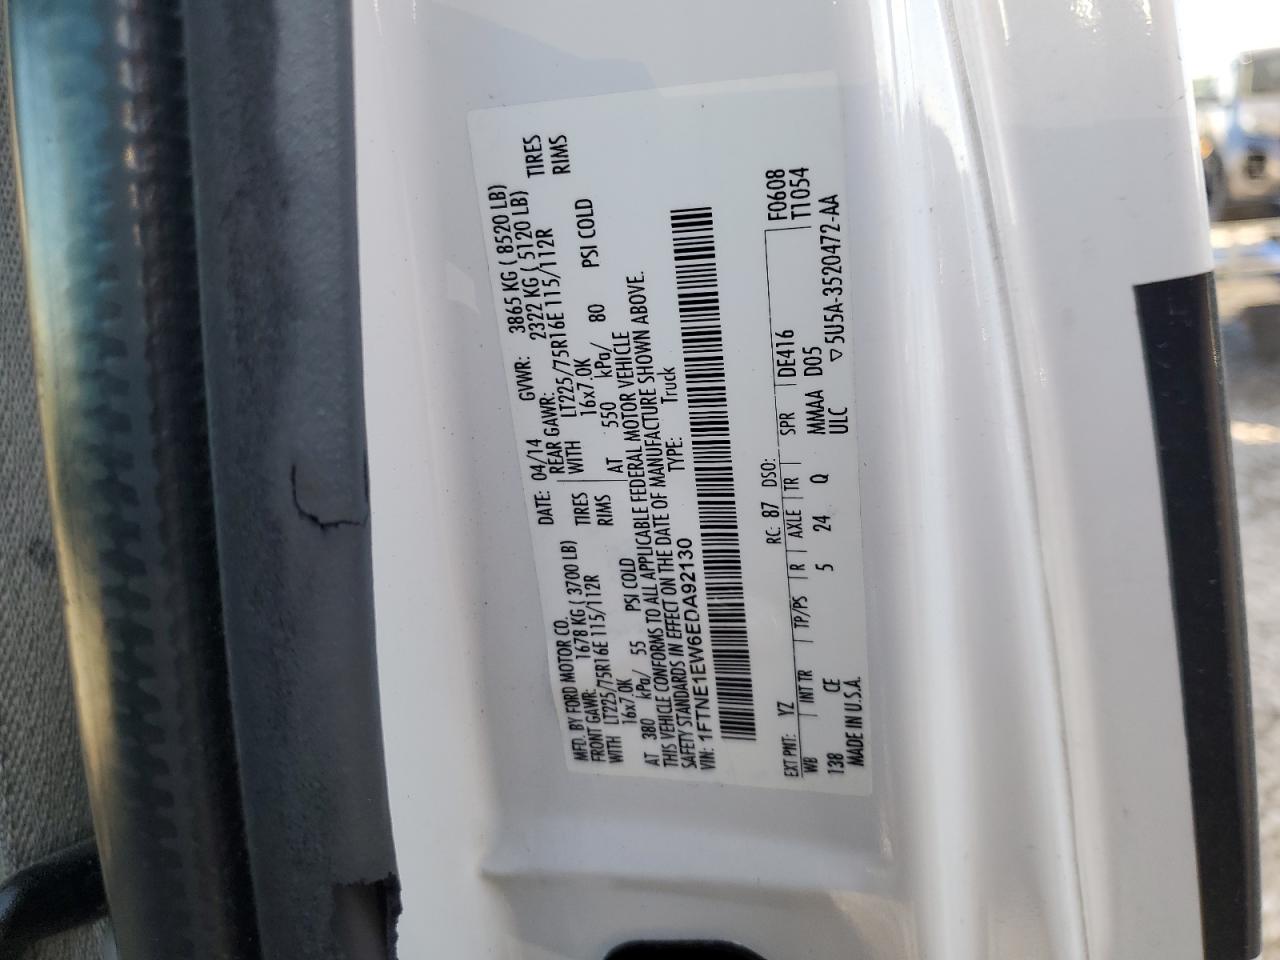 MFD. BY FORD MOTOR CO.
DATE: 04/14 GVWR: 3865 KG ( 8520 LB)
FRONT GAWR: 1678 KG ( 3700 LB) REAR GAWR: 2322 KG ( 5120 LB)
WITH LT225/75R16E 115/112R TIRES WITH LT225/75R16E 115/112R TIRES
16x7.0K RIMS 16x7.0K RIMS
AT 380 kPa/ 55 PSI COLD AT 550 kPa/ 80 PSI COLD
THIS VEHICLE CONFORMS TO ALL APPLICABLE FEDERAL MOTOR VEHICLE
SAFETY STANDARDS IN EFFECT ON THE DATE OF MANUFACTURE SHOWN ABOVE.
VIN: 1FTNE1EW6EDA92130 TYPE: Truck
F0608
T1054
EXT PNT: YZ RC: 87 DSO:
WB INT TR TP/PS R AXLE TR SPR DE416
138 CE 5 24 Q MMAA D05
MADE IN U.S.A. ULC ▽5U5A-3520472-AA